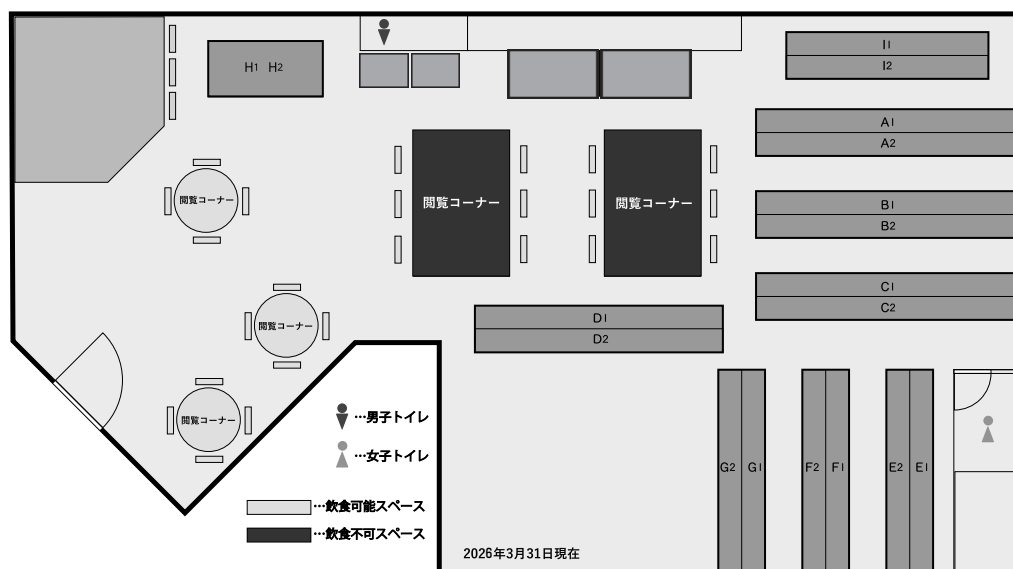 H1 H2
I1
I2
A1
A2
閲覧コーナー
閲覧コーナー
閲覧コーナー
B1
B2
C1
C2
D1
D2
閲覧コーナー
閲覧コーナー
…男子トイレ
…女子トイレ
G2 G1
F2 F1
E2 E1
…飲食可能スペース
…飲食不可スペース
2026年3月31日現在